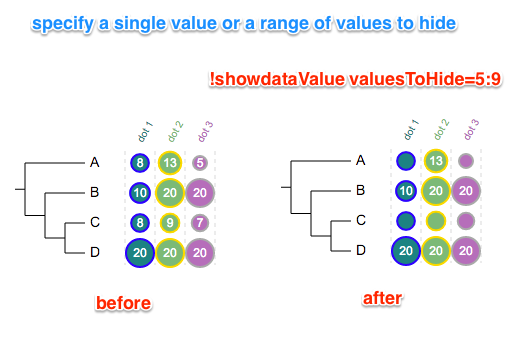 specify a single value or a range of values to hide
!showdataValue valuesToHide=5:9
dot 1 dot 2 dot 3
A 8 13 5
B 10 20 20
C 8 9 7
D 20 20 20
before
dot 1 dot 2 dot 3
A 13
B 10 20 20
C
D 20 20 20
after